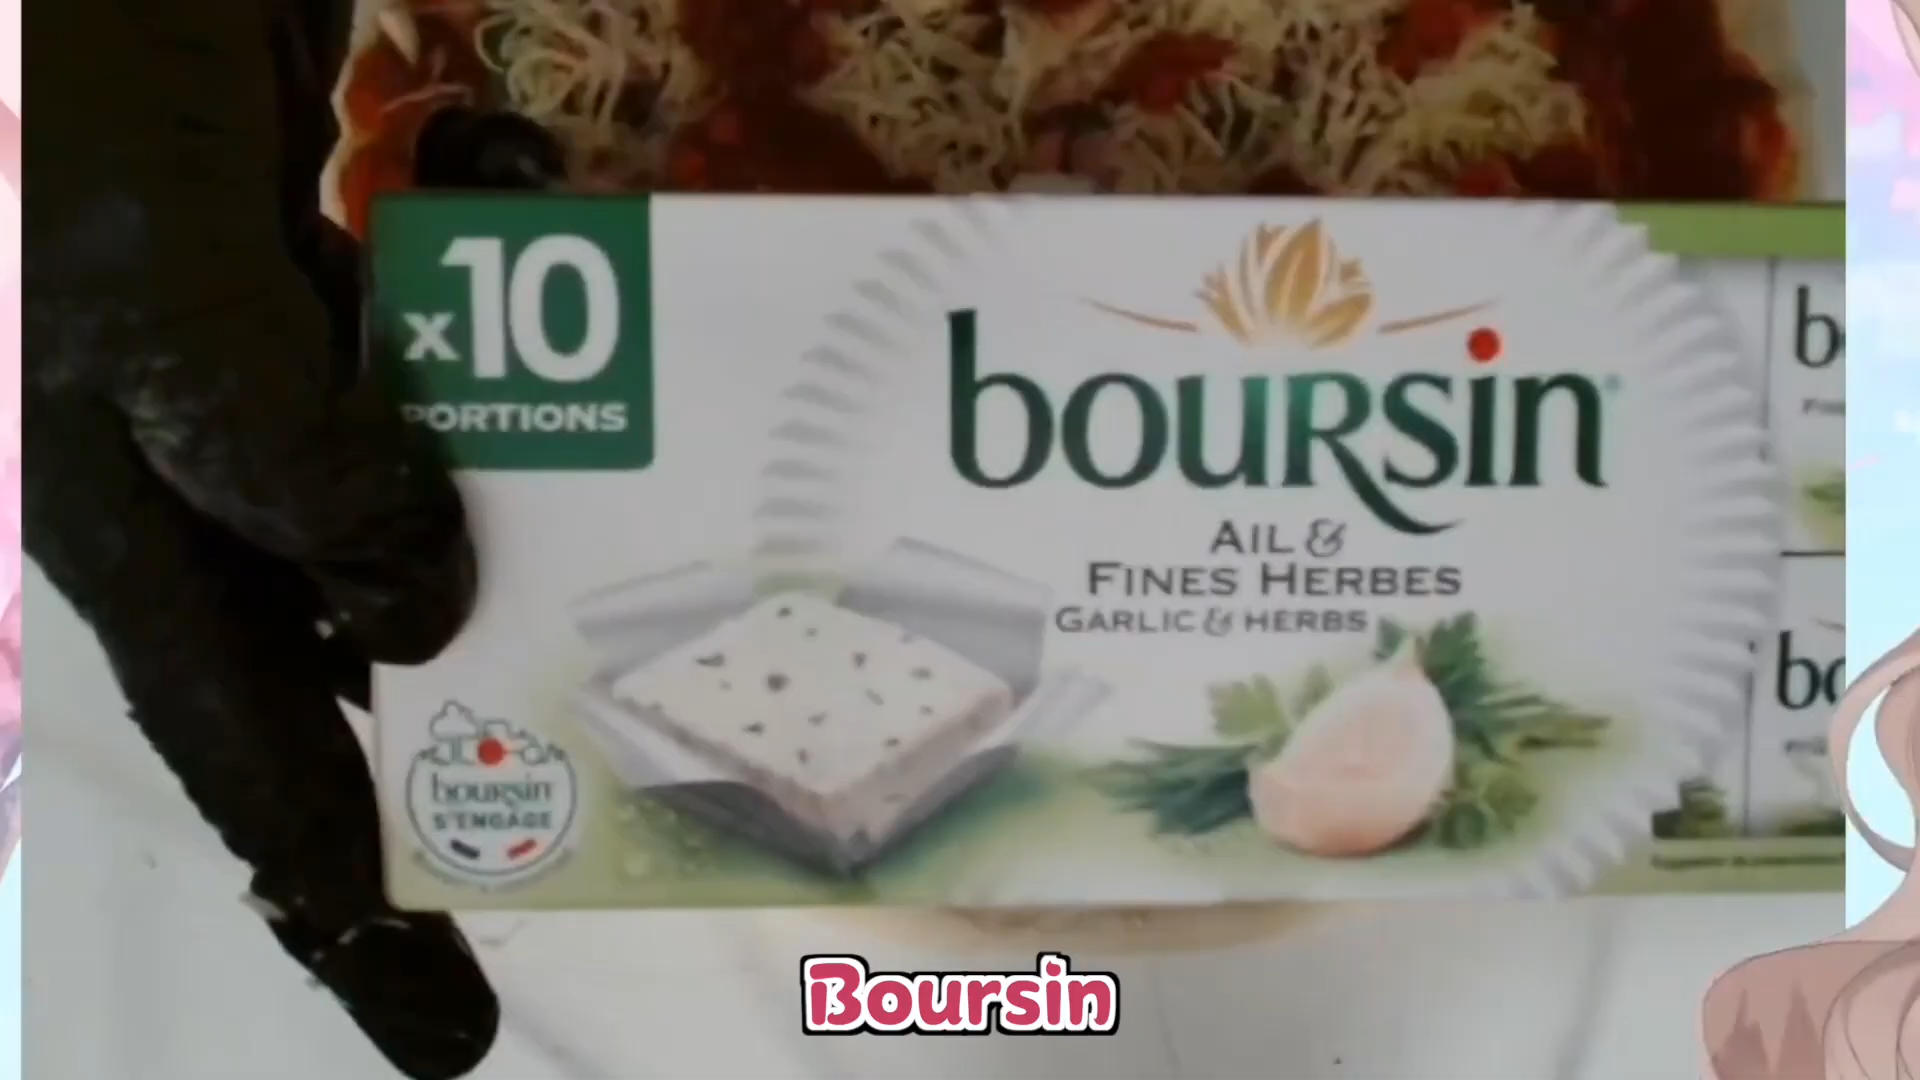 x10
PORTIONS
boursin
AIL &
FINES HERBES
GARLIC & HERBS
boursin
S'ENGAGE
Boursin